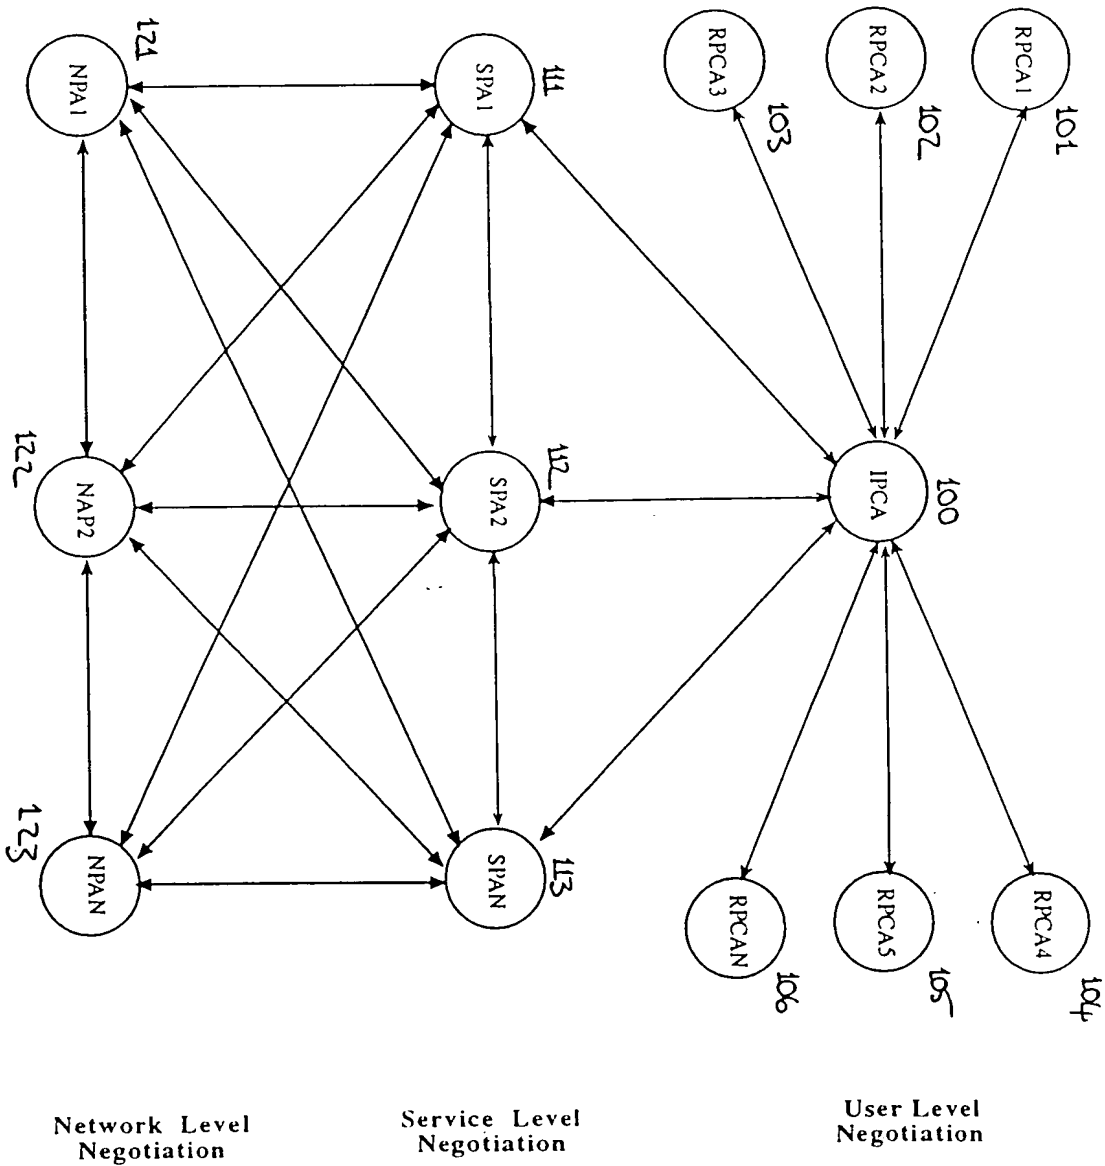 RPCA1
101
RPCA2
102
RPCA3
103
IPCA
100
RPCA4
104
RPCA5
105
RPCAN
106
SPA1
111
SPA2
112
SPAN
113
NPA1
121
NAP2
122
NPAN
123
User Level
Negotiation
Service Level
Negotiation
Network Level
Negotiation